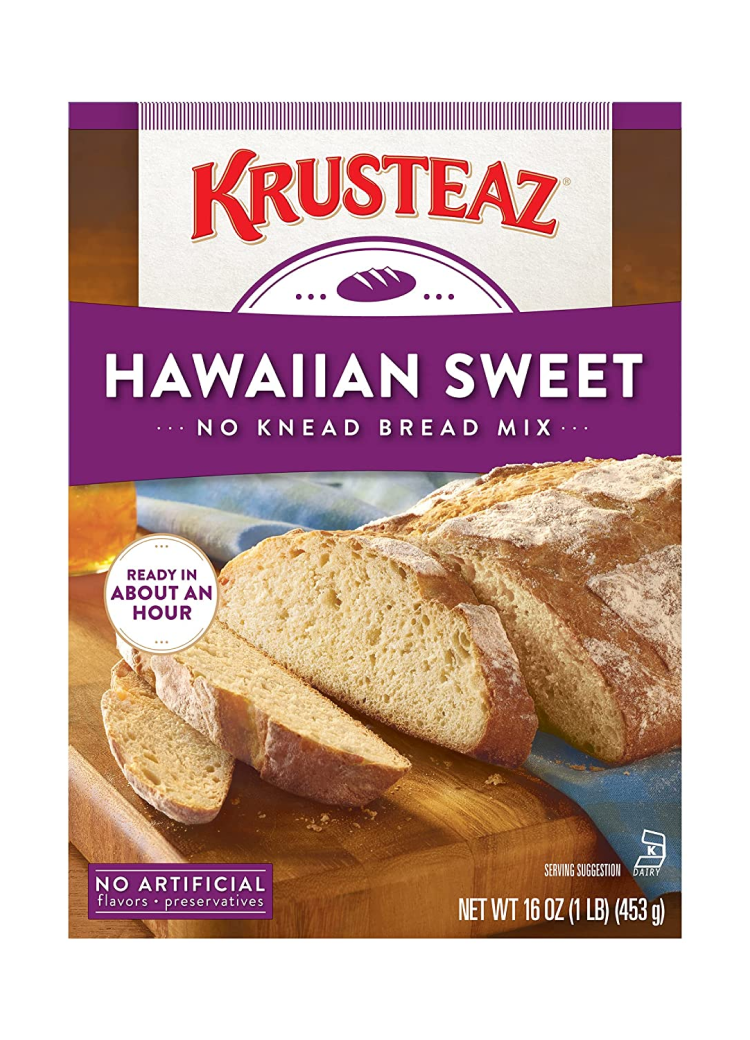 KRUSTEAZ®
HAWAIIAN SWEET
··· NO KNEAD BREAD MIX ···
READY IN
ABOUT AN
HOUR
NO ARTIFICIAL
flavors • preservatives
SERVING SUGGESTION
K
DAIRY
NET WT 16 OZ (1 LB) (453 g)